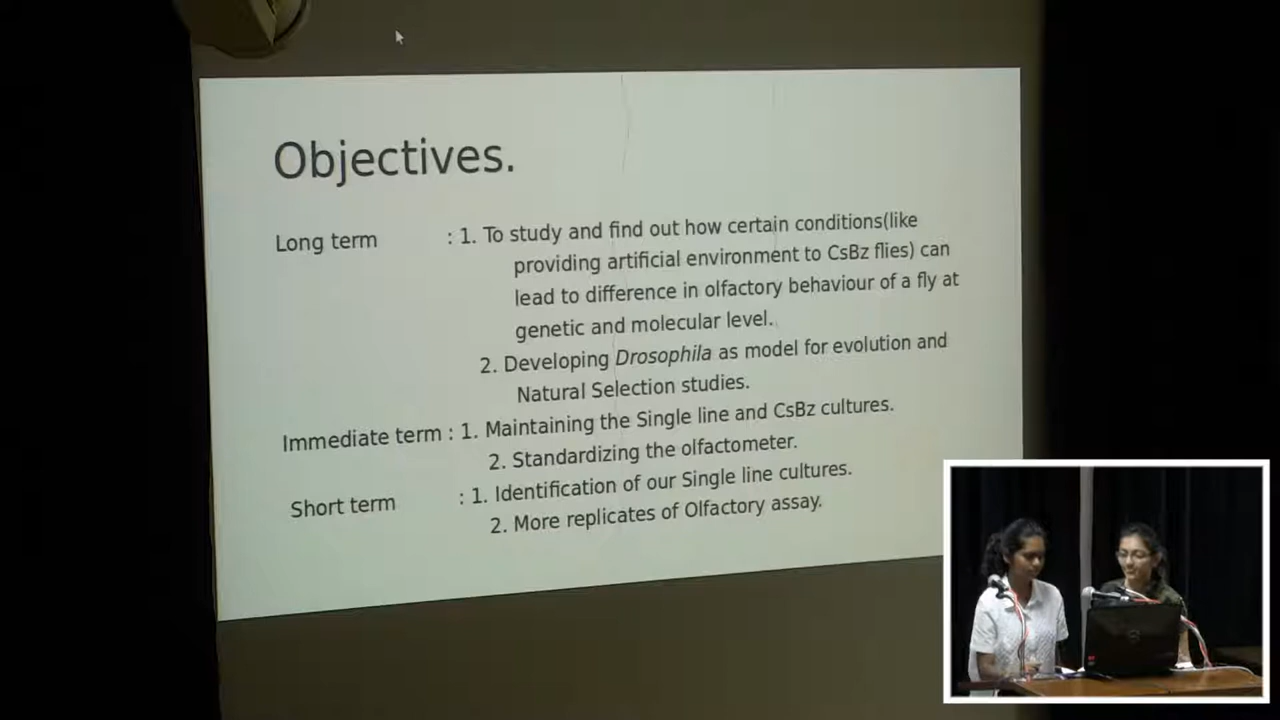 Objectives.
Long term : 1. To study and find out how certain conditions(like
providing artificial environment to CsBz flies) can
lead to difference in olfactory behaviour of a fly at
genetic and molecular level.
2. Developing Drosophila as model for evolution and
Natural Selection studies.
Immediate term : 1. Maintaining the Single line and CsBz cultures.
2. Standardizing the olfactometer.
Short term : 1. Identification of our Single line cultures.
2. More replicates of Olfactory assay.